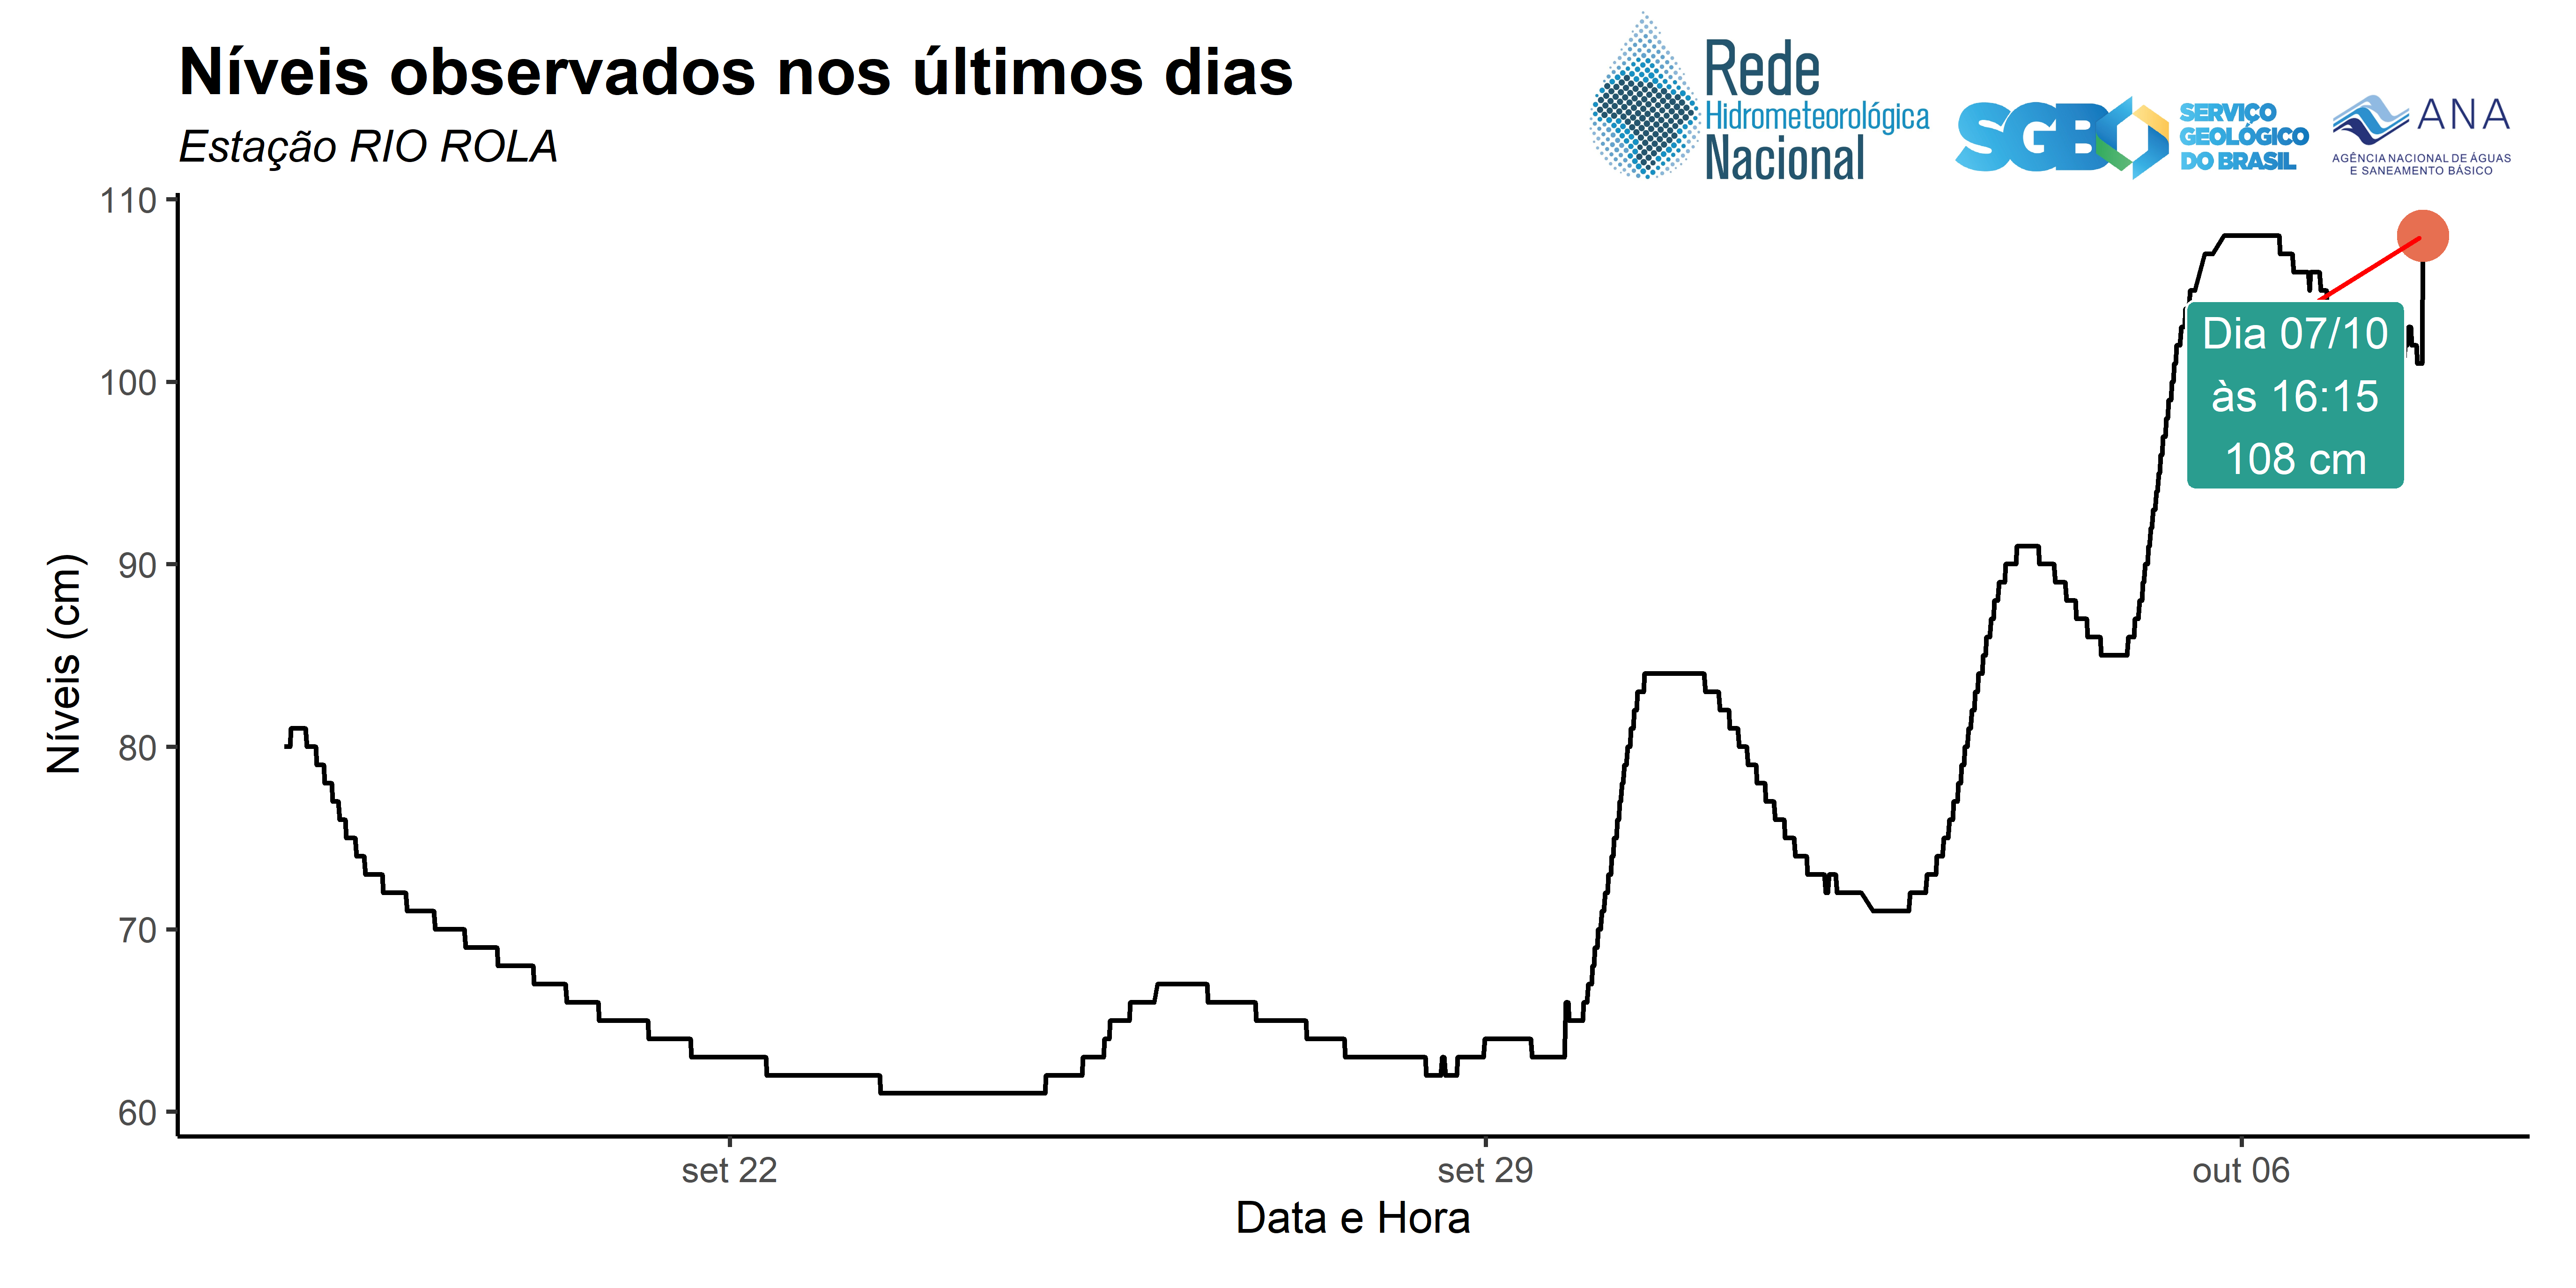 Níveis observados nos últimos dias
Estação RIO ROLA
Rede
Hidrometeorológica
Nacional
SGB
SERVIÇO
GEOLÓGICO
DO BRASIL
ANA
AGÊNCIA NACIONAL DE ÁGUAS
E SANEAMENTO BÁSICO
110
100
90
80
70
60
Níveis (cm)
Dia 07/10
às 16:15
108 cm
set 22
set 29
out 06
Data e Hora